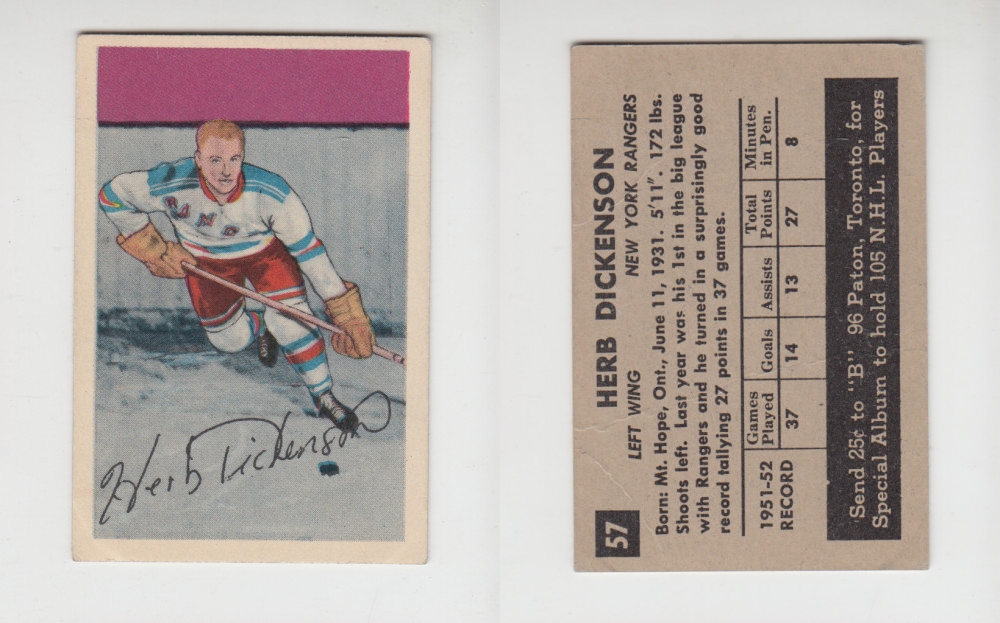 Herb Dickenson
57
HERB DICKENSON
LEFT WING NEW YORK RANGERS
Born: Mt. Hope, Ont., June 11, 1931. 5'11". 172 lbs.
Shoots left. Last year was his 1st in the big league
with Rangers and he turned in a surprisingly good
record tallying 27 points in 37 games.
1951-52 RECORD
Games Played Goals Assists Total Points Minutes in Pen.
37 14 13 27 8
Send 25¢ to "B" 96 Paton, Toronto, for
Special Album to hold 105 N.H.L. Players